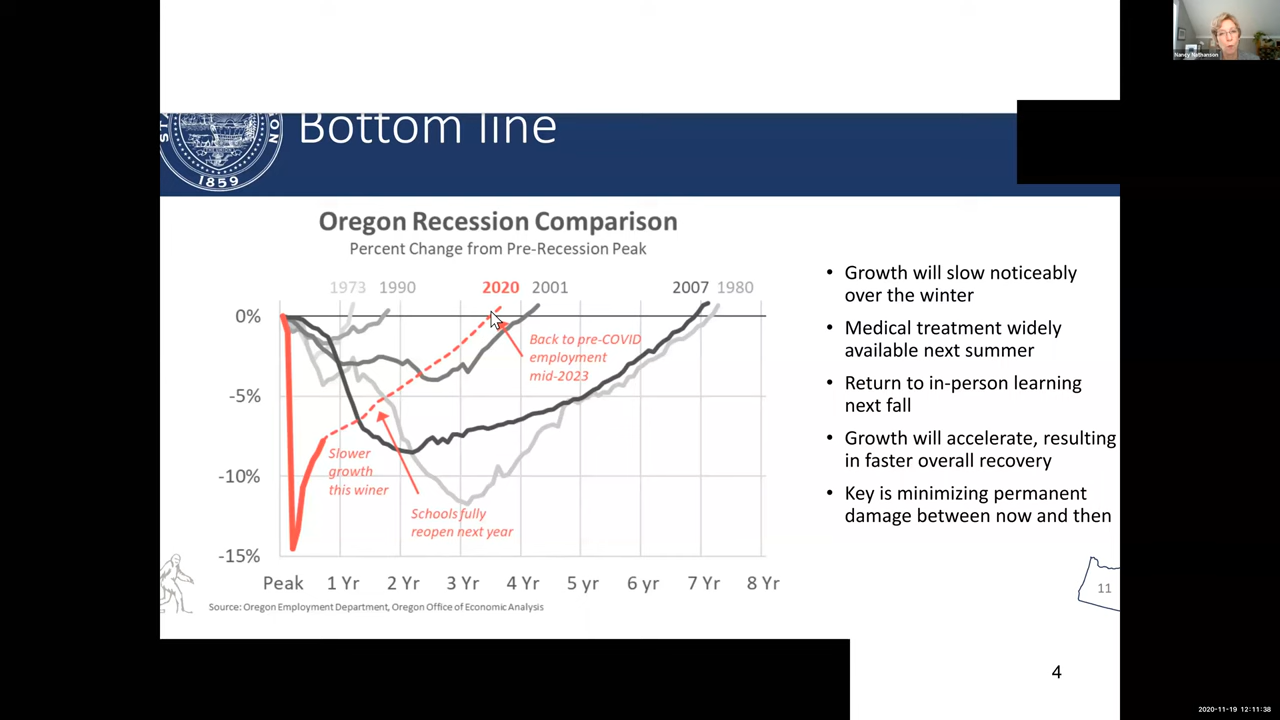 Nancy Nathanson
Bottom line
1859
Oregon Recession Comparison
Percent Change from Pre-Recession Peak
1973 1990 2020 2001 2007 1980
0%
-5%
-10%
-15%
Back to pre-COVID
employment
mid-2023
Slower
growth
this winer
Schools fully
reopen next year
Peak 1 Yr 2 Yr 3 Yr 4 Yr 5 yr 6 yr 7 Yr 8 Yr
Source: Oregon Employment Department, Oregon Office of Economic Analysis
• Growth will slow noticeably
over the winter
• Medical treatment widely
available next summer
• Return to in-person learning
next fall
• Growth will accelerate, resulting
in faster overall recovery
• Key is minimizing permanent
damage between now and then
11
4
2020-11-19 12:11:38